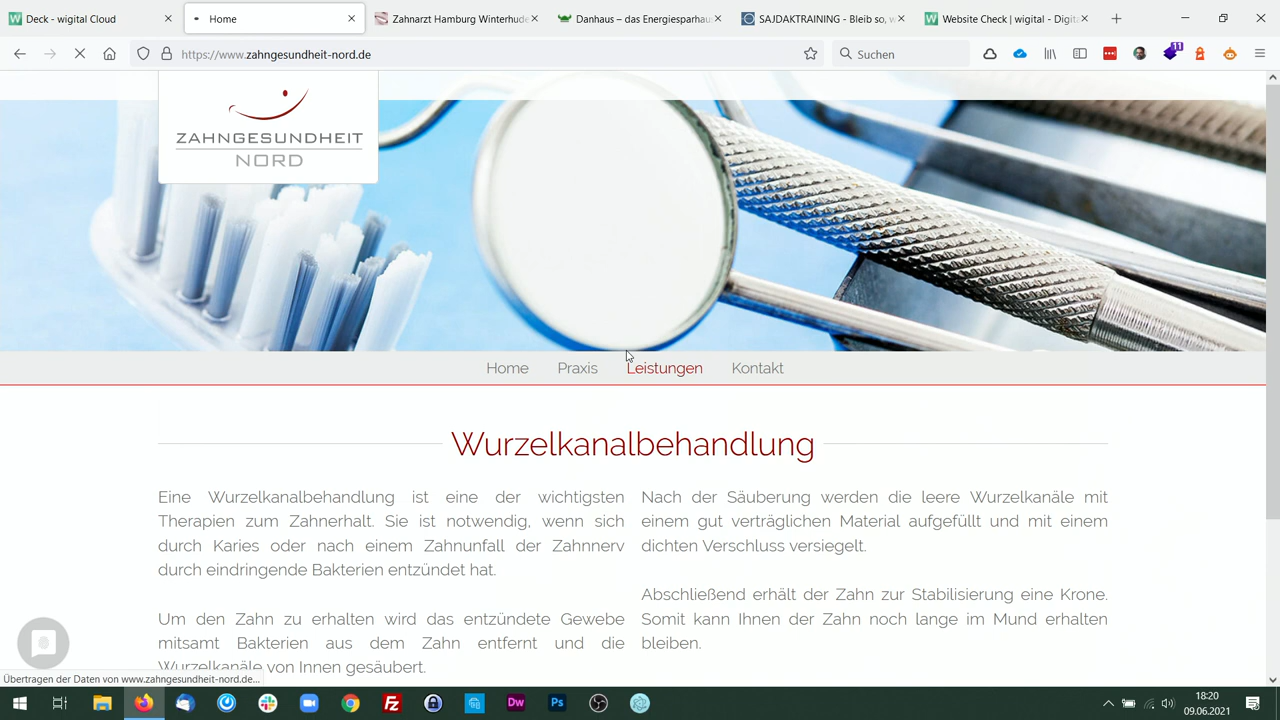 Deck - wigital Cloud
Home
Zahnarzt Hamburg Winterhude
Danhaus – das Energiesparhaus
SAJDAKTRAINING - Bleib so, w
Website Check | wigital - Digita
https://www.zahngesundheit-nord.de
Suchen
11
ZAHNGESUNDHEIT
NORD
Home Praxis Leistungen Kontakt
Wurzelkanalbehandlung
Eine Wurzelkanalbehandlung ist eine der wichtigsten
Therapien zum Zahnerhalt. Sie ist notwendig, wenn sich
durch Karies oder nach einem Zahnunfall der Zahnnerv
durch eindringende Bakterien entzündet hat.
Um den Zahn zu erhalten wird das entzündete Gewebe
mitsamt Bakterien aus dem Zahn entfernt und die
Wurzelkanäle von Innen gesäubert.
Nach der Säuberung werden die leere Wurzelkanäle mit
einem gut verträglichen Material aufgefüllt und mit einem
dichten Verschluss versiegelt.
Abschließend erhält der Zahn zur Stabilisierung eine Krone.
Somit kann Ihnen der Zahn noch lange im Mund erhalten
bleiben.
Übertragen der Daten von www.zahngesundheit-nord.de...
Fz
Dw
Ps
18:20
09.06.2021